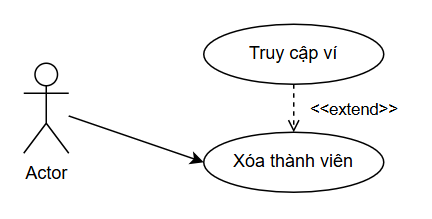 Truy cập ví
<<extend>>
Xóa thành viên
Actor